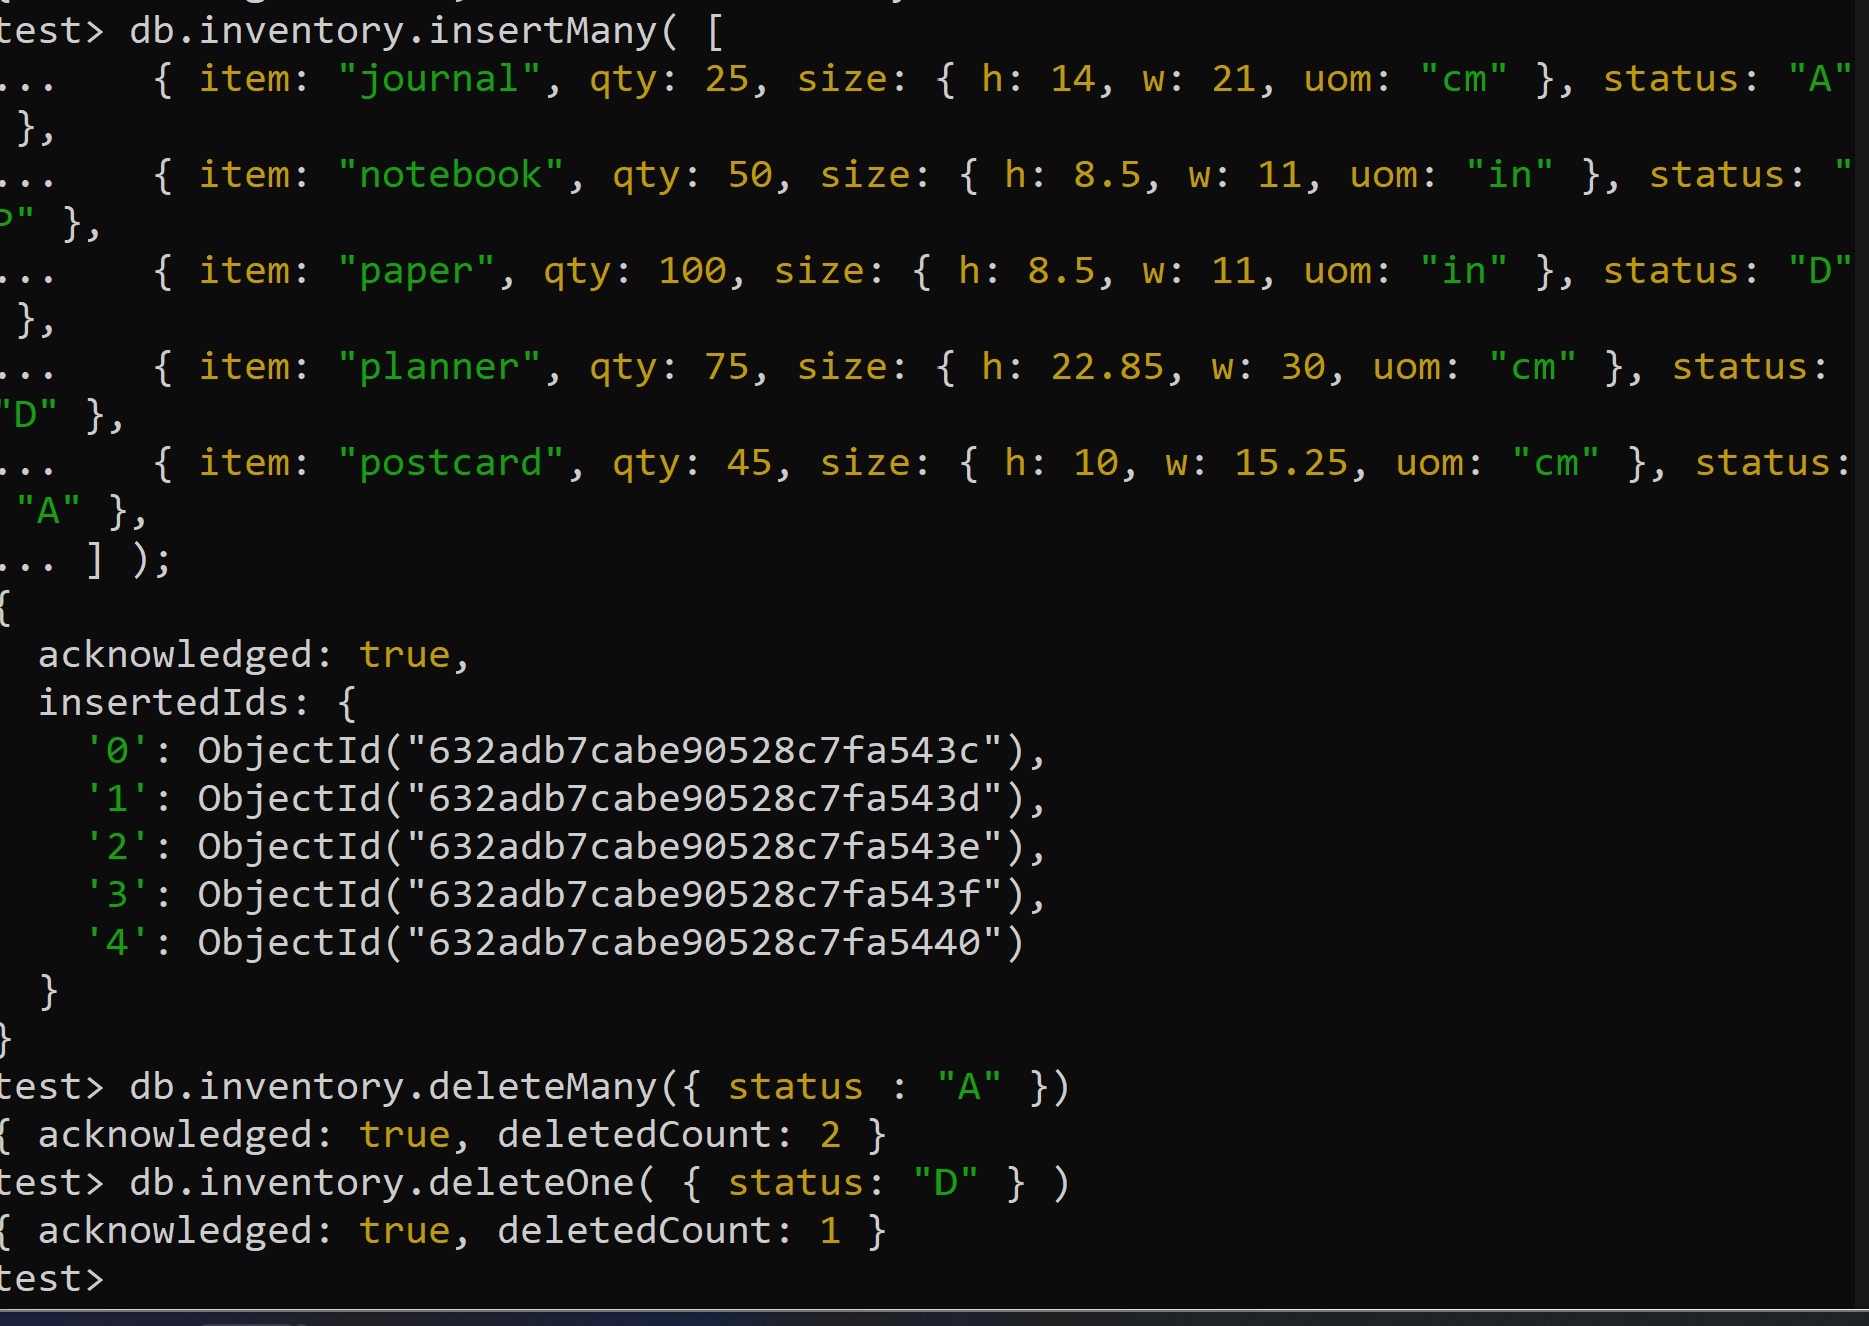 test> db.inventory.insertMany( [
...    { item: "journal", qty: 25, size: { h: 14, w: 21, uom: "cm" }, status: "A"
 },
...    { item: "notebook", qty: 50, size: { h: 8.5, w: 11, uom: "in" }, status: "
P" },
...    { item: "paper", qty: 100, size: { h: 8.5, w: 11, uom: "in" }, status: "D"
 },
...    { item: "planner", qty: 75, size: { h: 22.85, w: 30, uom: "cm" }, status:
"D" },
...    { item: "postcard", qty: 45, size: { h: 10, w: 15.25, uom: "cm" }, status:
 "A" },
... ] );
{
  acknowledged: true,
  insertedIds: {
    '0': ObjectId("632adb7cabe90528c7fa543c"),
    '1': ObjectId("632adb7cabe90528c7fa543d"),
    '2': ObjectId("632adb7cabe90528c7fa543e"),
    '3': ObjectId("632adb7cabe90528c7fa543f"),
    '4': ObjectId("632adb7cabe90528c7fa5440")
  }
}
test> db.inventory.deleteMany({ status : "A" })
{ acknowledged: true, deletedCount: 2 }
test> db.inventory.deleteOne( { status: "D" } )
{ acknowledged: true, deletedCount: 1 }
test>